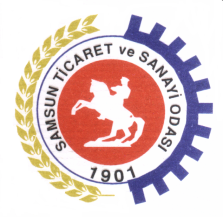 SAMSUN TİCARET ve SANAYİ ODASI
1901